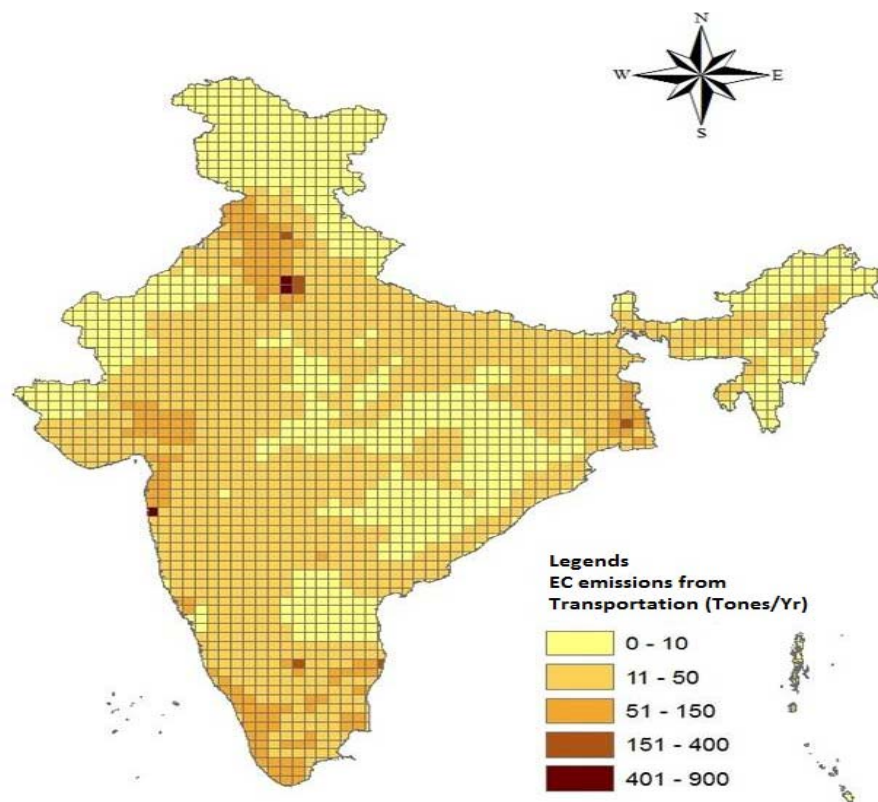 N
W E
S
Legends
EC emissions from
Transportation (Tones/Yr)
0 - 10
11 - 50
51 - 150
151 - 400
401 - 900